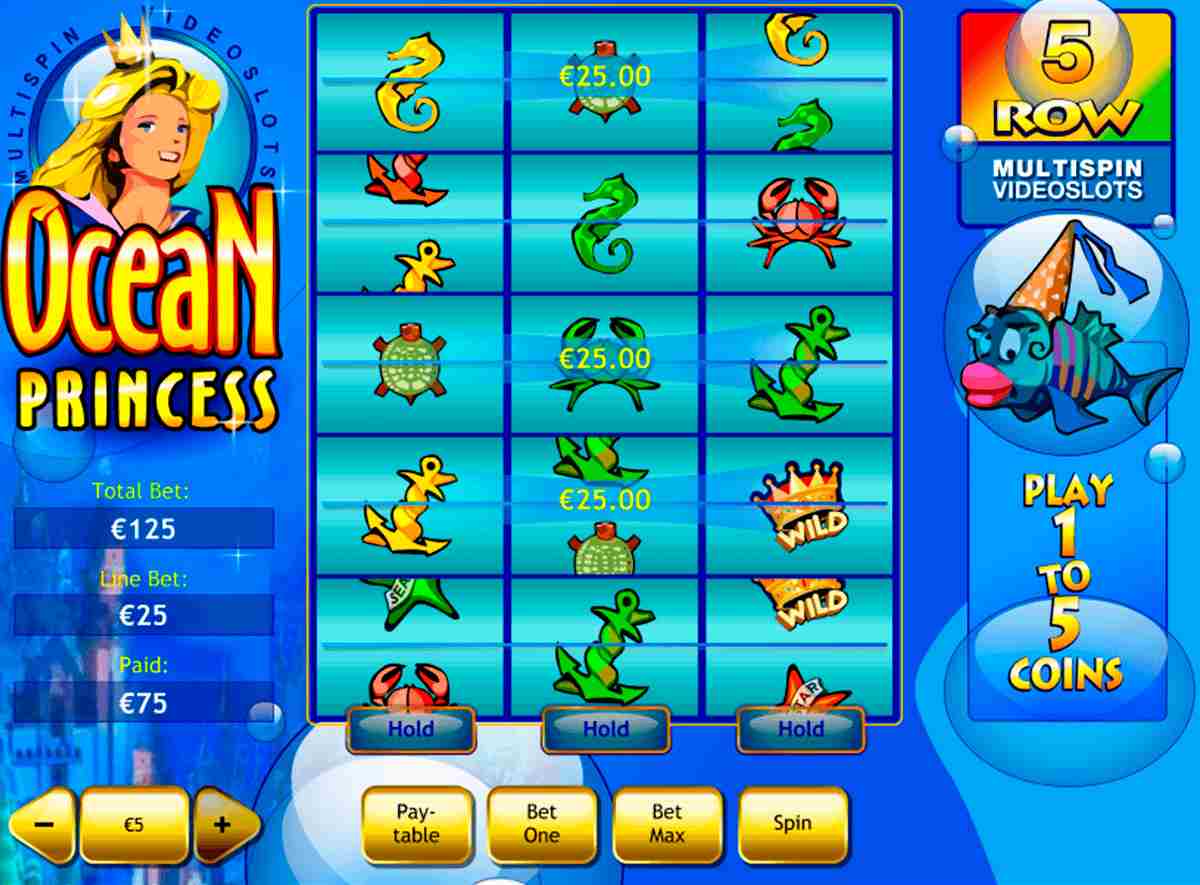 MULTISPIN VIDEOSLOTS
OCEAN
PRINCESS
Total Bet:
€125
Line Bet:
€25
Paid:
€75
€5
€25.00
€25.00
€25.00
WILD
WILD
Hold
Hold
Hold
Pay-
table
Bet
One
Bet
Max
Spin
5
ROW
MULTISPIN
VIDEOSLOTS
PLAY
1
TO
5
COINS